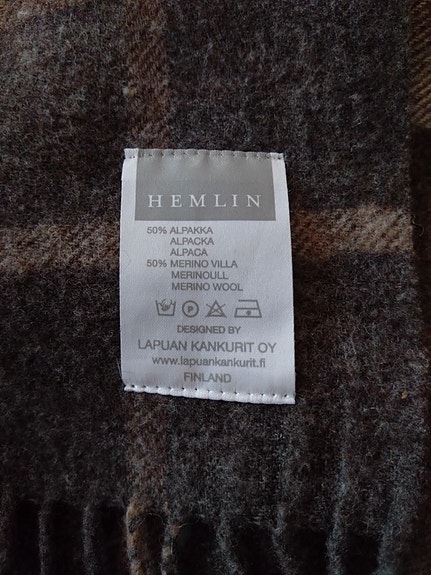 HEMLIN
50% ALPAKKA
ALPACKA
ALPACA
50% MERINO VILLA
MERINOULL
MERINO WOOL
P
DESIGNED BY
LAPUAN KANKURIT OY
www.lapuankankurit.fi
FINLAND